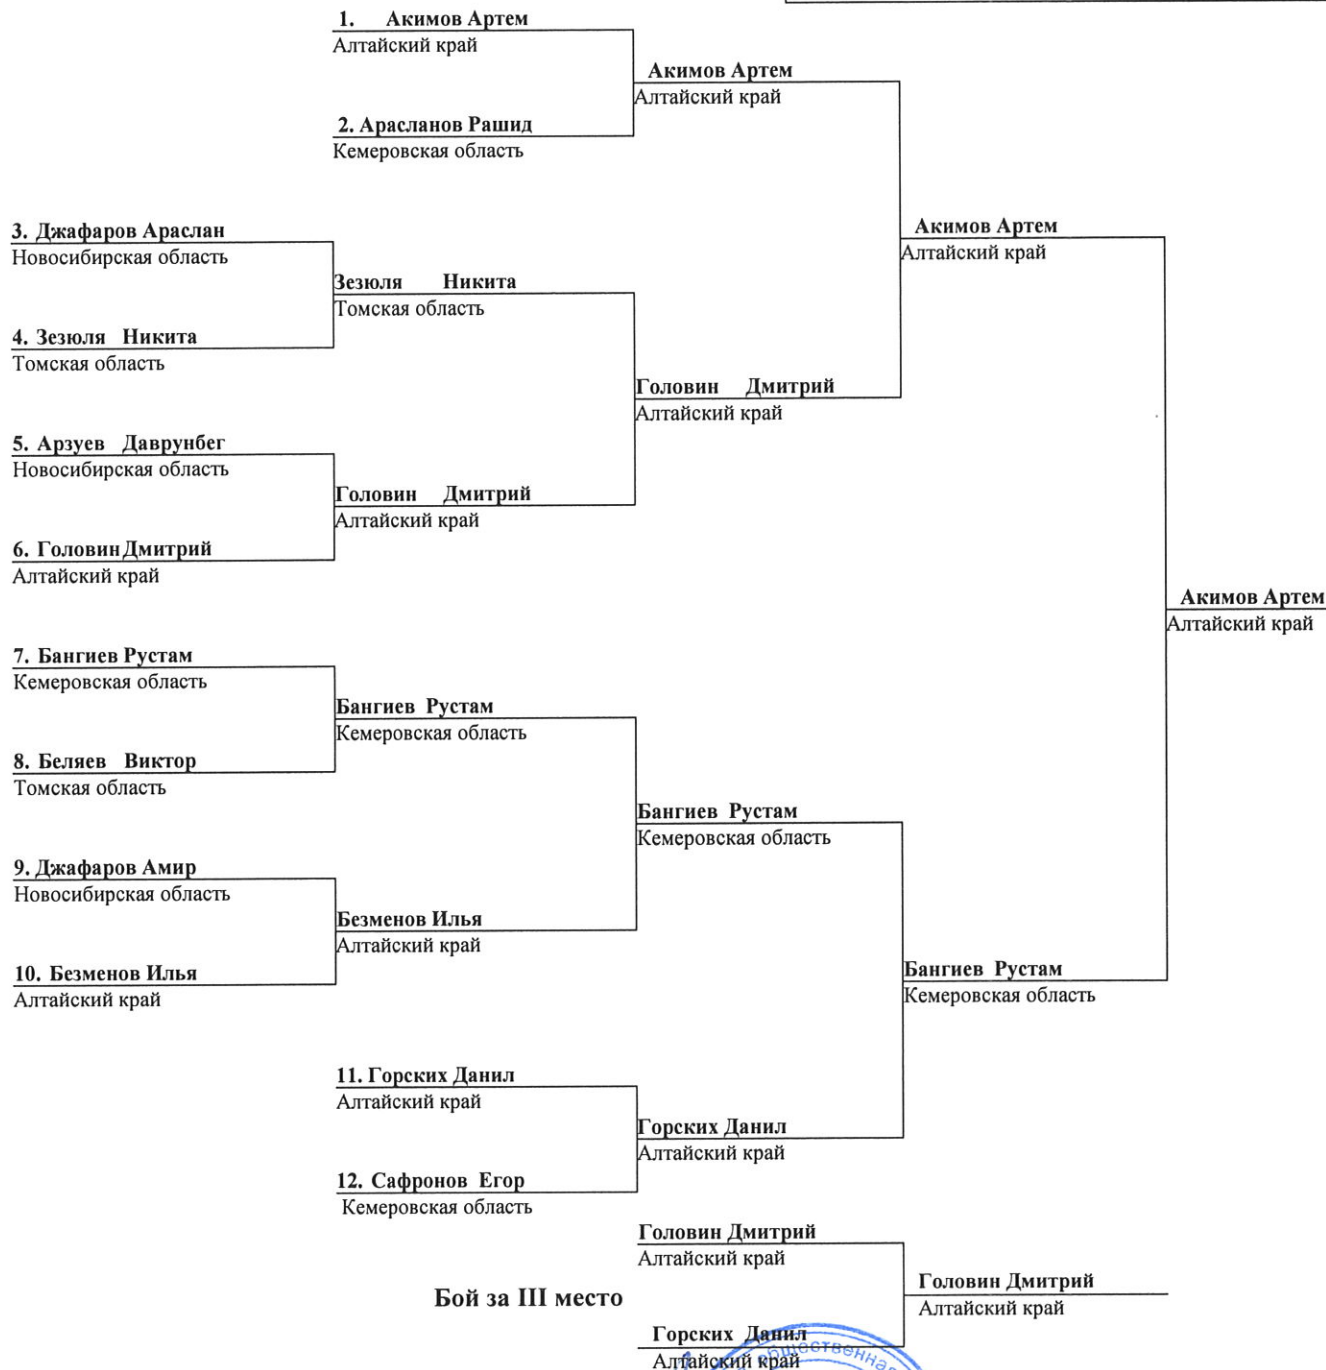 1. Акимов Артем
Алтайский край
Акимов Артем
Алтайский край
2. Арасланов Рашид
Кемеровская область
3. Джафаров Араслан
Новосибирская область
Акимов Артем
Алтайский край
Зезюля Никита
Томская область
4. Зезюля Никита
Томская область
Головин Дмитрий
Алтайский край
5. Арзуев Даврунбег
Новосибирская область
Головин Дмитрий
Алтайский край
6. Головин Дмитрий
Алтайский край
Акимов Артем
Алтайский край
7. Бангиев Рустам
Кемеровская область
Бангиев Рустам
Кемеровская область
8. Беляев Виктор
Томская область
Бангиев Рустам
Кемеровская область
9. Джафаров Амир
Новосибирская область
Безменов Илья
Алтайский край
10. Безменов Илья
Алтайский край
Бангиев Рустам
Кемеровская область
11. Горских Данил
Алтайский край
Горских Данил
Алтайский край
12. Сафронов Егор
Кемеровская область
Головин Дмитрий
Алтайский край
Головин Дмитрий
Алтайский край
Бой за III место
Горских Данил
Алтайский край
общественная